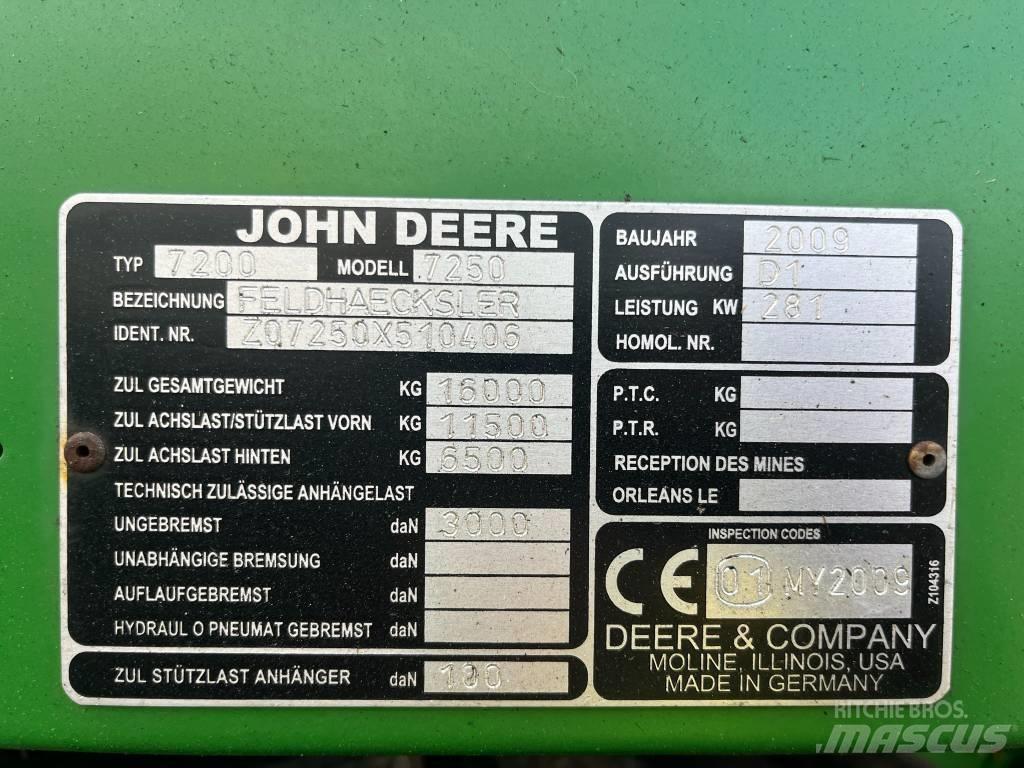 JOHN DEERE
TYP 7200 MODELL 7250
BEZEICHNUNG FELDHAECKSLER
IDENT. NR. Z07250X510406
ZUL GESAMTGEWICHT KG 16000
ZUL ACHSLAST/STÜTZLAST VORN KG 11500
ZUL ACHSLAST HINTEN KG 6500
TECHNISCH ZULÄSSIGE ANHÄNGELAST
UNGEBREMST daN 3000
UNABHÄNGIGE BREMSUNG daN
AUFLAUFGEBREMST daN
HYDRAUL O PNEUMAT GEBREMST daN
ZUL STÜTZLAST ANHÄNGER daN 100
BAUJAHR 2009
AUSFÜHRUNG D1
LEISTUNG KW 281
HOMOL. NR.
P.T.C. KG
P.T.R. KG
RECEPTION DES MINES
ORLEANS LE
INSPECTION CODES
CE 01 MY2009
Z104316
DEERE & COMPANY
MOLINE, ILLINOIS, USA
MADE IN GERMANY
RITCHIE BROS.
MASCUS